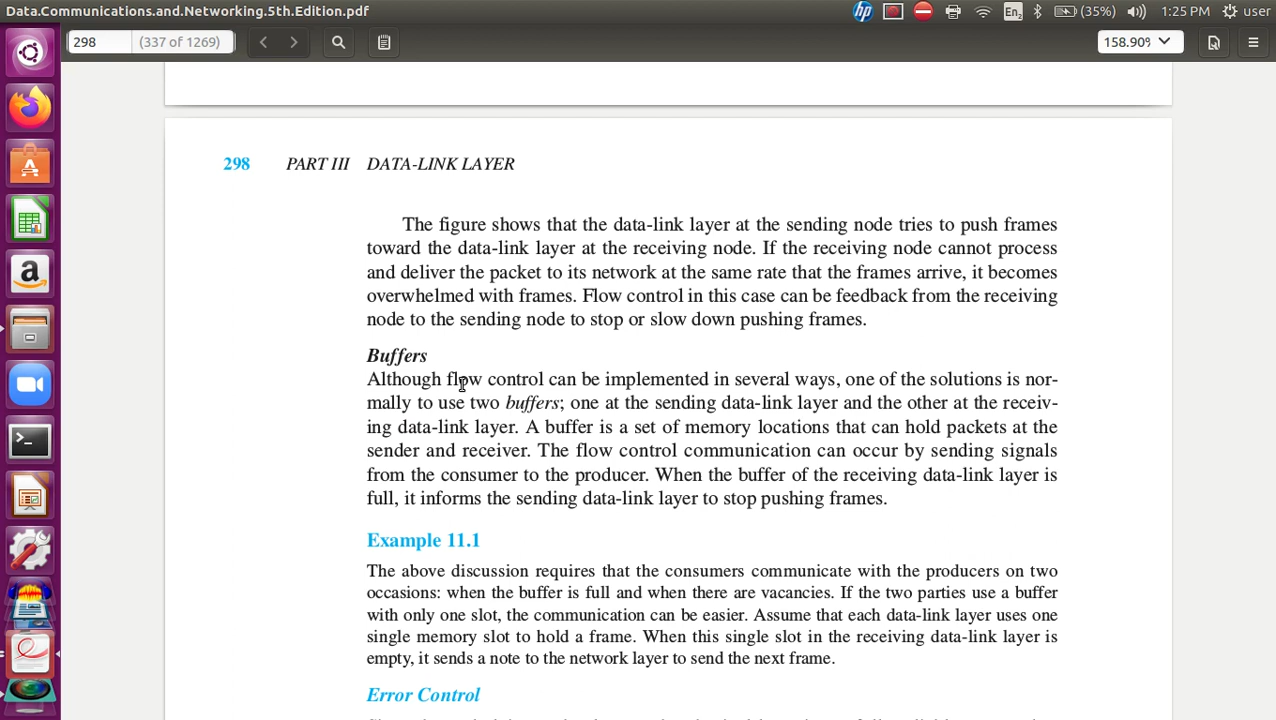 Data.Communications.and.Networking.5th.Edition.pdf
En2 (35%) 1:25 PM user
298 (337 of 1269) 158.90%
298 PART III DATA-LINK LAYER
The figure shows that the data-link layer at the sending node tries to push frames
toward the data-link layer at the receiving node. If the receiving node cannot process
and deliver the packet to its network at the same rate that the frames arrive, it becomes
overwhelmed with frames. Flow control in this case can be feedback from the receiving
node to the sending node to stop or slow down pushing frames.
Buffers
Although flow control can be implemented in several ways, one of the solutions is nor-
mally to use two buffers; one at the sending data-link layer and the other at the receiv-
ing data-link layer. A buffer is a set of memory locations that can hold packets at the
sender and receiver. The flow control communication can occur by sending signals
from the consumer to the producer. When the buffer of the receiving data-link layer is
full, it informs the sending data-link layer to stop pushing frames.
Example 11.1
The above discussion requires that the consumers communicate with the producers on two
occasions: when the buffer is full and when there are vacancies. If the two parties use a buffer
with only one slot, the communication can be easier. Assume that each data-link layer uses one
single memory slot to hold a frame. When this single slot in the receiving data-link layer is
empty, it sends a note to the network layer to send the next frame.
Error Control